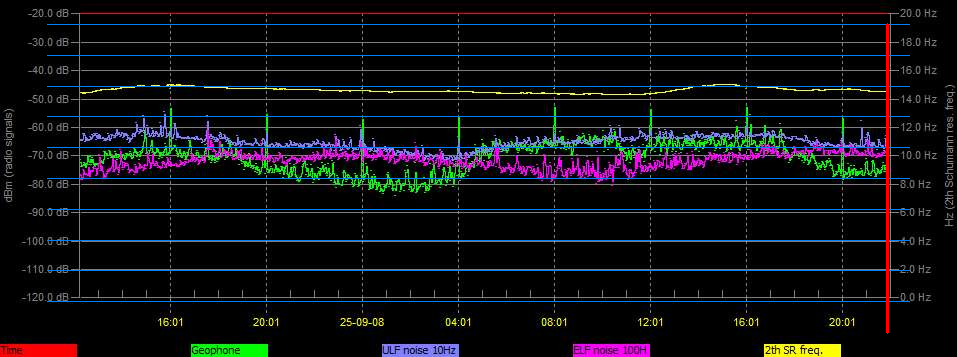 -20.0 dB 20.0 Hz
-30.0 dB 18.0 Hz
-40.0 dB 16.0 Hz
-50.0 dB 14.0 Hz
-60.0 dB 12.0 Hz
-70.0 dB 10.0 Hz
-80.0 dB 8.0 Hz
-90.0 dB 6.0 Hz
-100.0 dB 4.0 Hz
-110.0 dB 2.0 Hz
-120.0 dB 0.0 Hz
dBm (radio signals)
Hz (2th Schumann res. freq.)
16:01 20:01 25-09-08 04:01 08:01 12:01 16:01 20:01
Time Geophone ULF noise 10Hz ELF noise 100H 2th SR freq.